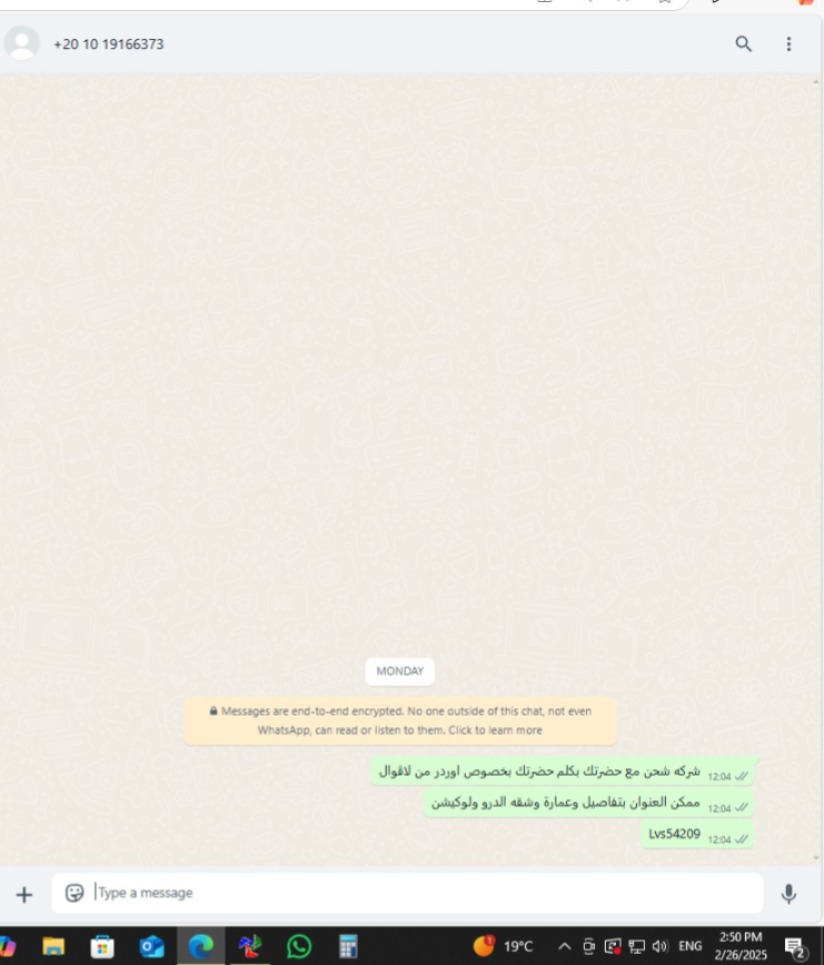 +20 10 19166373
MONDAY
Messages are end-to-end encrypted. No one outside of this chat, not even
WhatsApp, can read or listen to them. Click to learn more
شركه شحن مع حضرتك بكلم حضرتك بخصوص اوردر من لافوال 12:04
ممكن العنوان بتفاصيل وعمارة وشقه الدرو ولوكيشن 12:04
Lvs54209 12:04
Type a message
19°C ENG 2:50 PM
2/26/2025 2